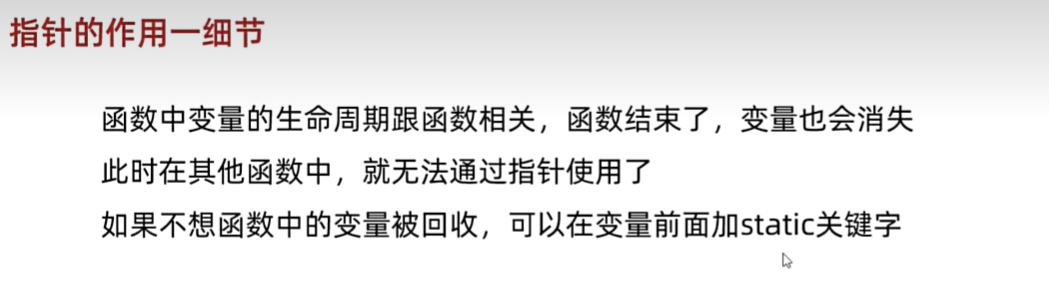 指针的作用一细节
函数中变量的生命周期跟函数相关，函数结束了，变量也会消失
此时在其他函数中，就无法通过指针使用了
如果不想函数中的变量被回收，可以在变量前面加static关键字